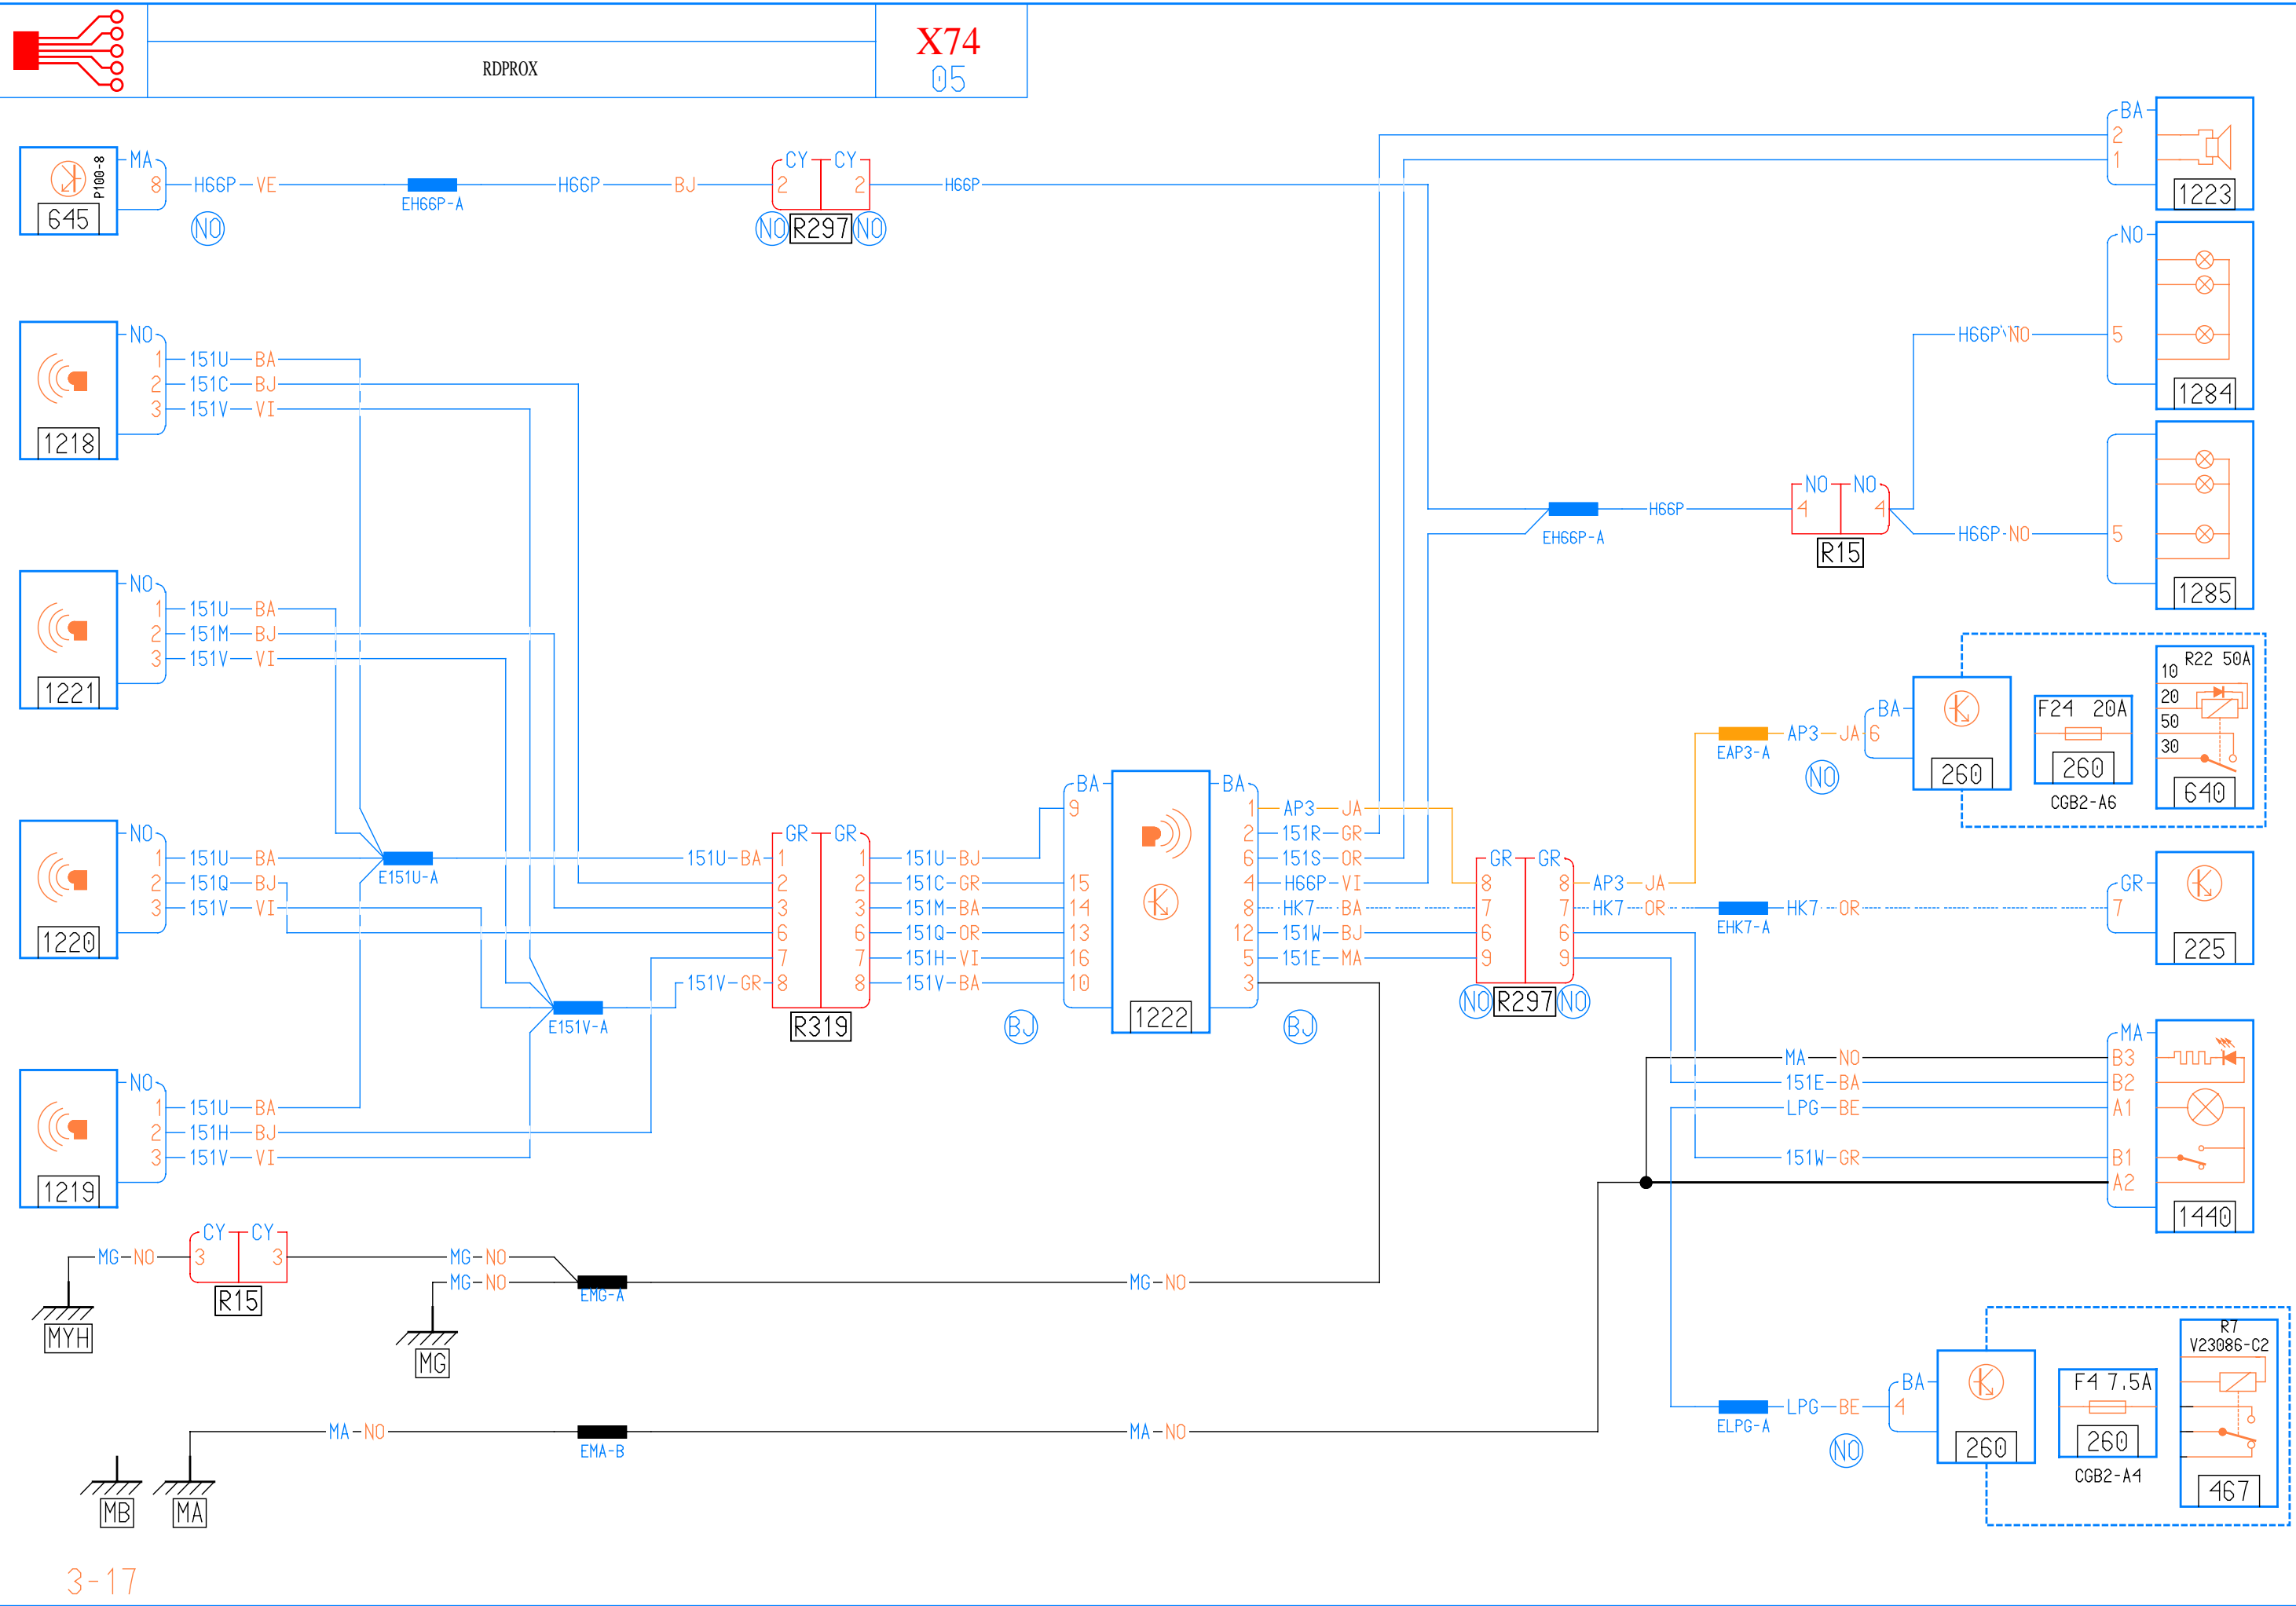 RDPROX
X74
05
MA
8
P100-8
645
H66P VE
NO
EH66P-A
H66P BJ
CY CY
2 2
NO R297 NO
H66P
BA
2
1
1223
NO
5
1284
H66P NO
NO
1 151U BA
2 151C BJ
3 151V VI
1218
NO NO
4 4
R15
EH66P-A
H66P
H66P NO
5
1285
NO
1 151U BA
2 151M BJ
3 151V VI
1221
R22 50A
10
20
50
30
640
F24 20A
260
CGB2-A6
BA
6
260
AP3 JA
EAP3-A
NO
NO
1 151U BA
2 151Q BJ
3 151V VI
1220
E151U-A
E151V-A
151U-BA
151V-GR
GR GR
1 1 151U-BJ
2 2 151C-GR
3 3 151M-BA
6 6 151Q-OR
7 7 151H-VI
8 8 151V-BA
R319
BA
9
15
14
13
16
10
BJ
1222
BA
1 AP3 JA
2 151R GR
6 151S OR
4 H66P VI
8 HK7 BA
12 151W BJ
5 151E MA
3
BJ
GR GR
8 8 AP3 JA
7 7 HK7 OR
6 6
9 9
NO R297 NO
EHK7-A
HK7 OR
GR
7
225
NO
1 151U BA
2 151H BJ
3 151V VI
1219
MA
MA NO B3
151E-BA B2
LPG-BE A1
151W-GR B1
A2
1440
CY CY
MG-NO 3 3 MG-NO
R15
MYH
MG-NO
MG
EMG-A
MG-NO
MA-NO
EMA-B
MA-NO
MB
MA
ELPG-A
LPG BE
NO
BA
4
260
F4 7.5A
260
CGB2-A4
R7
V23086-C2
467
3-17